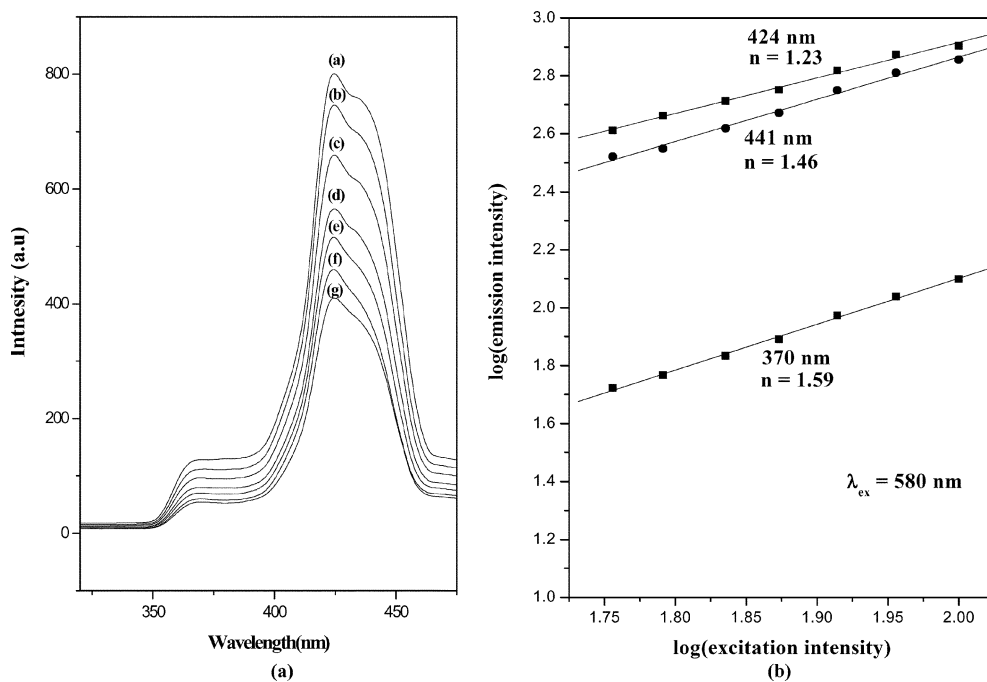 800
600
400
200
0
350
400
450
Intnesity (a.u)
Wavelength(nm)
(a)
(b)
(c)
(d)
(e)
(f)
(g)
(a)
3.0
2.8
2.6
2.4
2.2
2.0
1.8
1.6
1.4
1.2
1.0
1.75
1.80
1.85
1.90
1.95
2.00
log(emission intensity)
log(excitation intensity)
424 nm
n = 1.23
441 nm
n = 1.46
370 nm
n = 1.59
λex = 580 nm
(b)